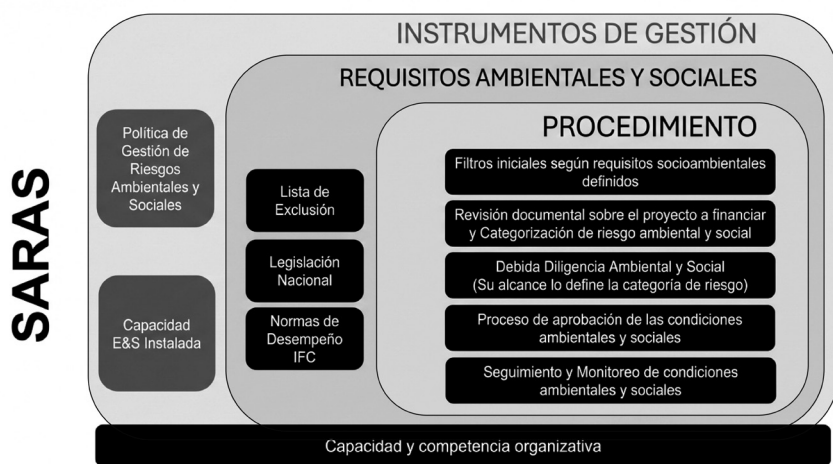 SARAS
INSTRUMENTOS DE GESTIÓN
Política de
Gestión de
Riesgos
Ambientales y
Sociales
Capacidad
E&S Instalada
REQUISITOS AMBIENTALES Y SOCIALES
Lista de
Exclusión
Legislación
Nacional
Normas de
Desempeño
IFC
PROCEDIMIENTO
Filtros iniciales según requisitos socioambientales
definidos
Revisión documental sobre el proyecto a financiar
y Categorización de riesgo ambiental y social
Debida Diligencia Ambiental y Social
(Su alcance lo define la categoría de riesgo)
Proceso de aprobación de las condiciones
ambientales y sociales
Seguimiento y Monitoreo de condiciones
ambientales y sociales
Capacidad y competencia organizativa